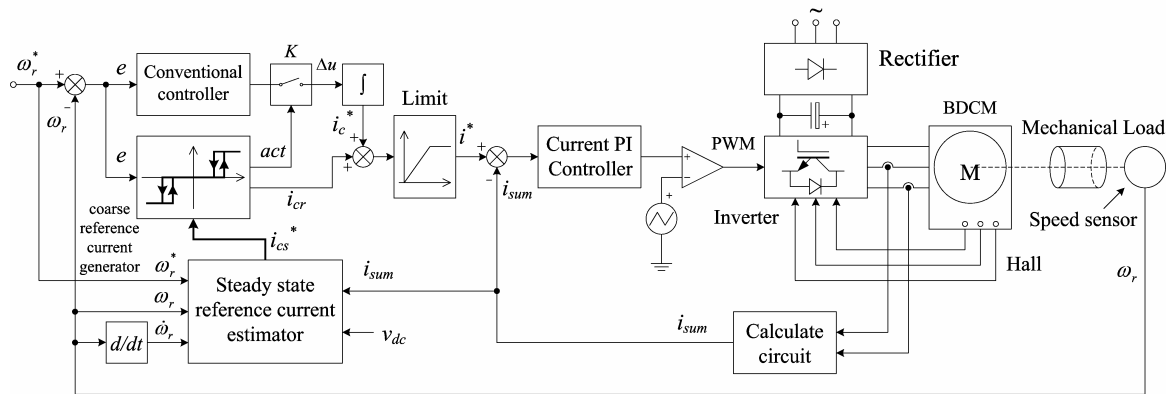 ~
Rectifier
ω_r^*
+
−
ω_r
e
Conventional
controller
K
Δu
∫
i_c^*
+
+
Limit
i^*
+
-
i_sum
Current PI
Controller
+
−
+
PWM
+
Inverter
BDCM
M
Mechanical Load
Speed sensor
Hall
ω_r
e
act
i_cr
coarse
reference
current
generator
i_cs^*
ω_r^*
ω_r
d/dt
ω̇_r
Steady state
reference current
estimator
i_sum
v_dc
i_sum
Calculate
circuit